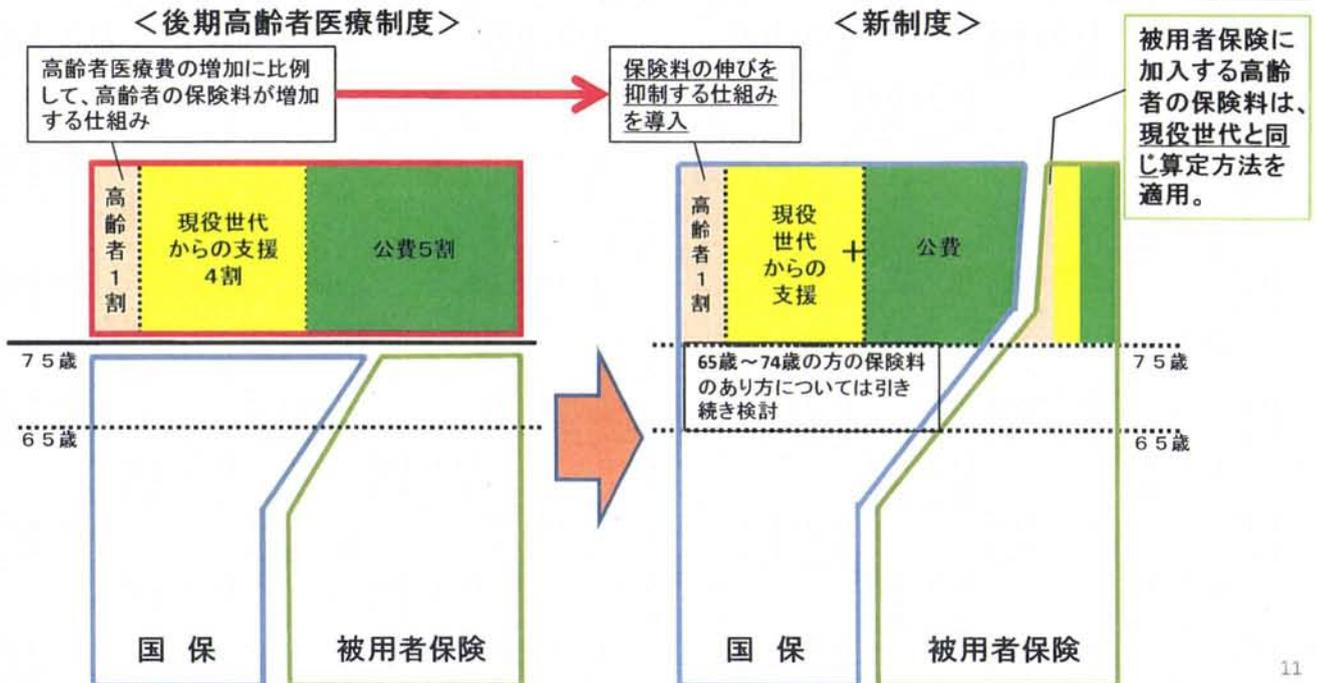 ＜後期高齢者医療制度＞
＜新制度＞
高齢者医療費の増加に比例
して、高齢者の保険料が増加
する仕組み
保険料の伸びを
抑制する仕組み
を導入
被用者保険に
加入する高齢
者の保険料は、
現役世代と同
じ算定方法を
適用。
高齢者1割
現役世代
からの支援
4割
公費5割
高齢者1割
現役
世代
からの
支援
＋
公費
75歳
65歳
65歳～74歳の方の保険料
のあり方については引き
続き検討
75歳
65歳
国 保
被用者保険
国 保
被用者保険
11